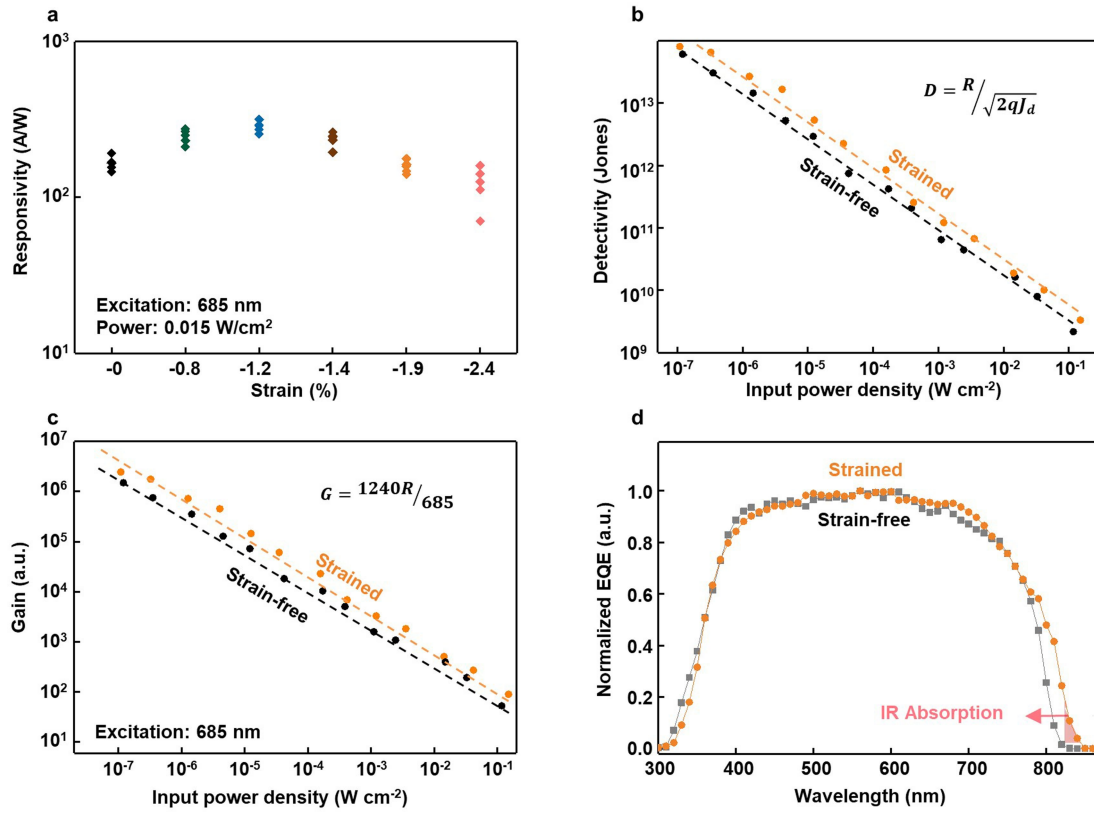 a
10³
10²
10¹
Responsivity (A/W)
Excitation: 685 nm
Power: 0.015 W/cm²
-0 -0.8 -1.2 -1.4 -1.9 -2.4
Strain (%)
b
10¹³
10¹²
10¹¹
10¹⁰
10⁹
Detectivity (Jones)
D = R/√2qJd
Strained
Strain-free
10⁻⁷ 10⁻⁶ 10⁻⁵ 10⁻⁴ 10⁻³ 10⁻² 10⁻¹
Input power density (W cm⁻²)
c
10⁷
10⁶
10⁵
10⁴
10³
10²
10¹
Gain (a.u.)
G = 1240R/685
Strained
Strain-free
Excitation: 685 nm
10⁻⁷ 10⁻⁶ 10⁻⁵ 10⁻⁴ 10⁻³ 10⁻² 10⁻¹
Input power density (W cm⁻²)
d
1.0
0.8
0.6
0.4
0.2
0.0
Normalized EQE (a.u.)
Strained
Strain-free
IR Absorption
300 400 500 600 700 800
Wavelength (nm)